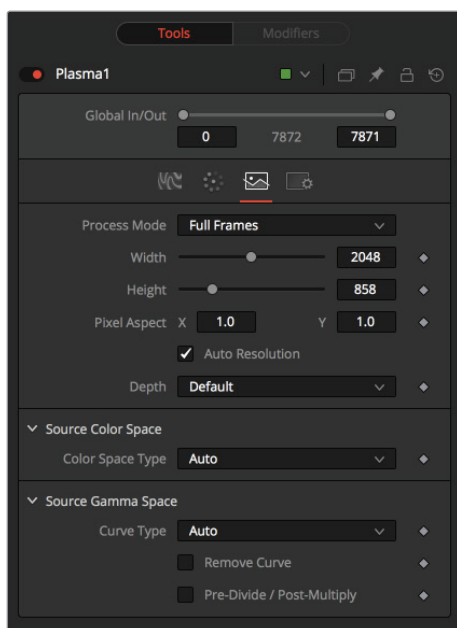 Tools Modifiers
Plasma1
Global In/Out
0 7872 7871
Process Mode Full Frames
Width 2048
Height 858
Pixel Aspect X 1.0 Y 1.0
Auto Resolution
Depth Default
Source Color Space
Color Space Type Auto
Source Gamma Space
Curve Type Auto
Remove Curve
Pre-Divide / Post-Multiply